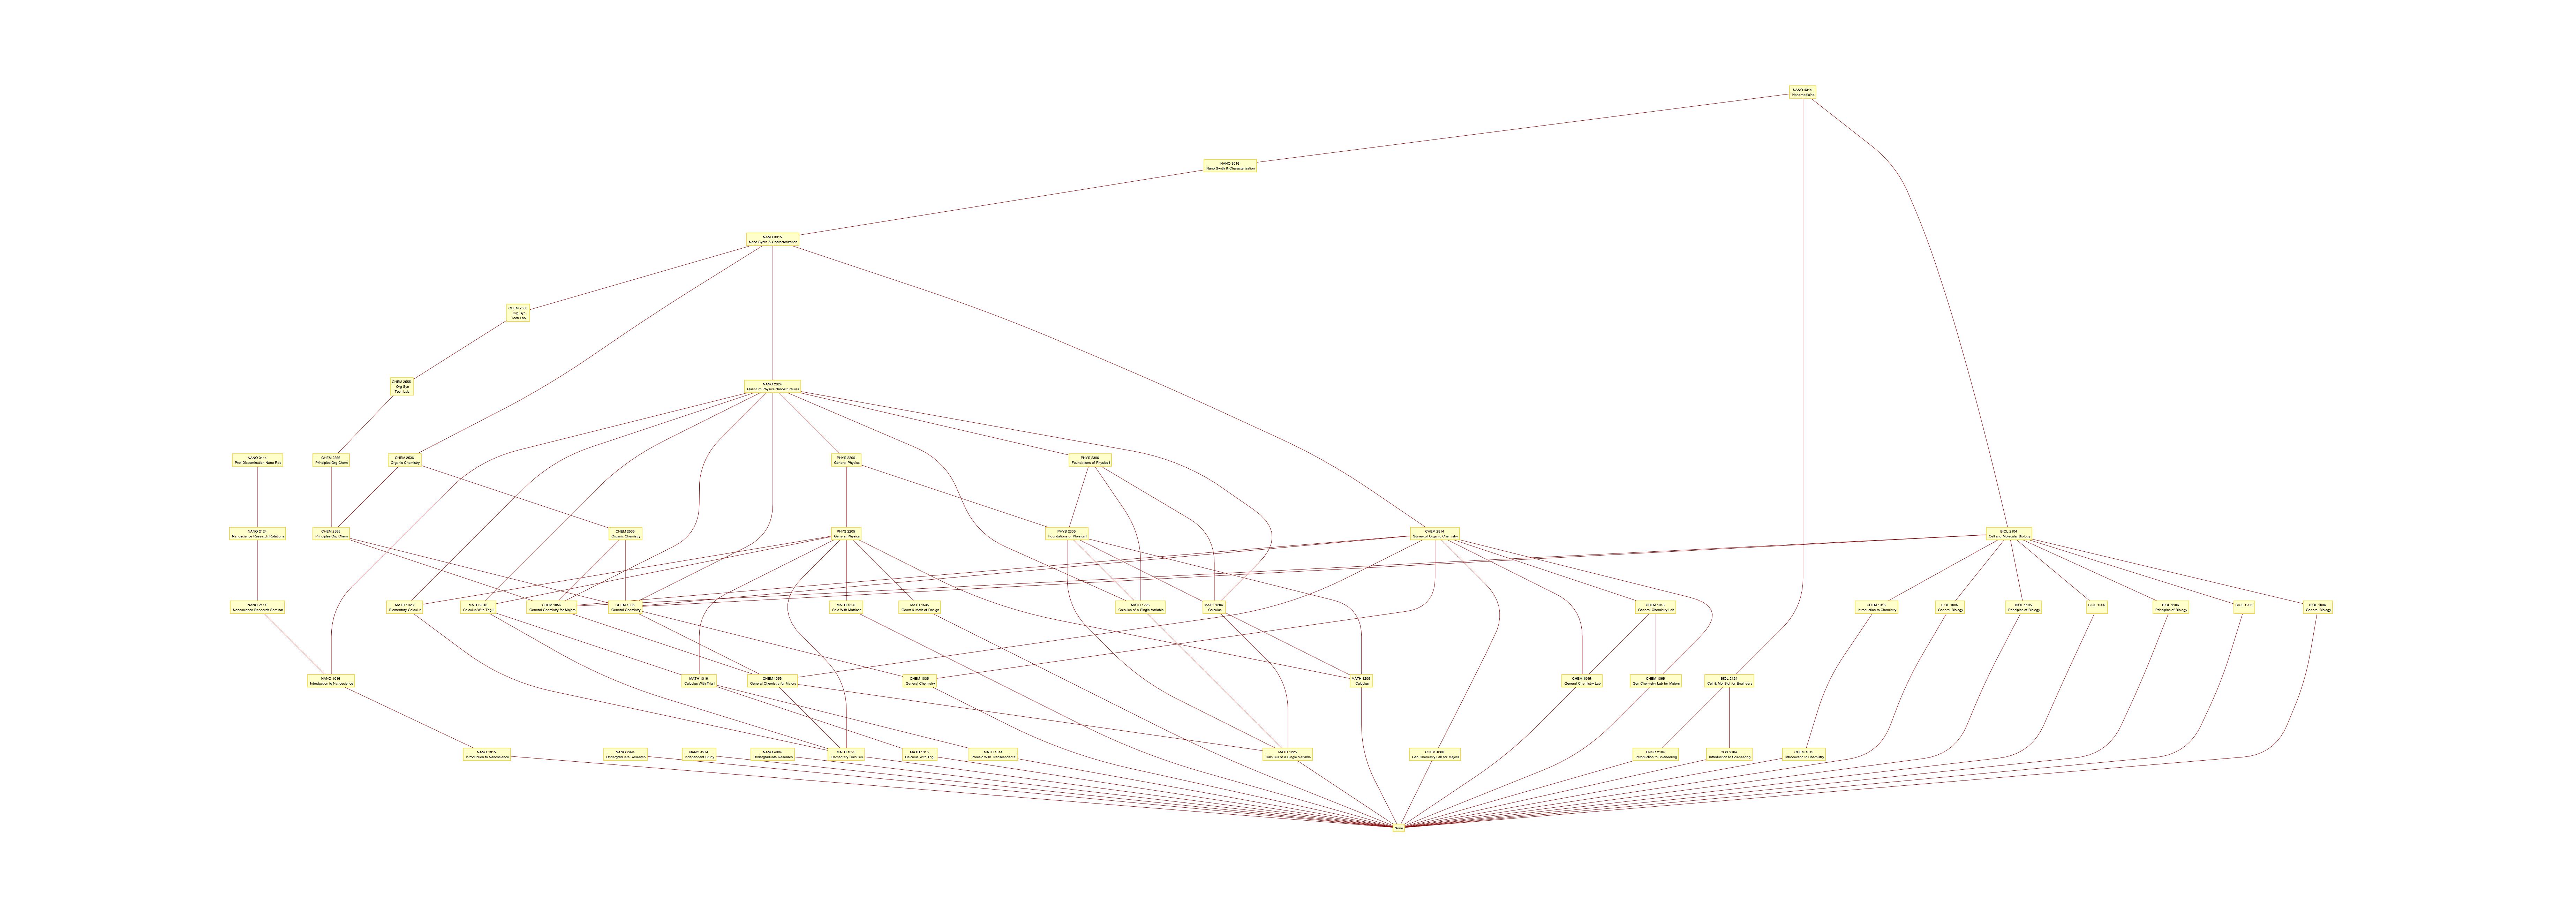 NANO 4314
Nanomedicine
NANO 3016
Nano Synth & Characterization
NANO 3015
Nano Synth & Characterization
CHEM 2556
Org Syn
Tech Lab
CHEM 2555
Org Syn
Tech Lab
NANO 2024
Quantum Physics Nanostructures
NANO 3114
Prof Dissemination Nano Res
CHEM 2566
Principles Org Chem
CHEM 2536
Organic Chemistry
PHYS 2206
General Physics
PHYS 2306
Foundations of Physics I
NANO 2124
Nanoscience Research Rotations
CHEM 2565
Principles Org Chem
CHEM 2535
Organic Chemistry
PHYS 2205
General Physics
PHYS 2305
Foundations of Physics I
CHEM 2514
Survey of Organic Chemistry
BIOL 2104
Cell and Molecular Biology
NANO 2114
Nanoscience Research Seminar
MATH 1026
Elementary Calculus
MATH 2015
Calculus With Trig II
CHEM 1056
General Chemistry for Majors
CHEM 1036
General Chemistry
MATH 1525
Calc With Matrices
MATH 1535
Geom & Math of Design
MATH 1226
Calculus of a Single Variable
MATH 1206
Calculus
CHEM 1046
General Chemistry Lab
CHEM 1016
Introduction to Chemistry
BIOL 1005
General Biology
BIOL 1105
Principles of Biology
BIOL 1205
BIOL 1106
Principles of Biology
BIOL 1206
BIOL 1006
General Biology
NANO 1016
Introduction to Nanoscience
MATH 1016
Calculus With Trig I
CHEM 1055
General Chemistry for Majors
CHEM 1035
General Chemistry
MATH 1205
Calculus
CHEM 1045
General Chemistry Lab
CHEM 1065
Gen Chemistry Lab for Majors
BIOL 2134
Cell & Mol Biol for Engineers
NANO 1015
Introduction to Nanoscience
NANO 2994
Undergraduate Research
NANO 4974
Independent Study
NANO 4994
Undergraduate Research
MATH 1025
Elementary Calculus
MATH 1015
Calculus With Trig I
MATH 1014
Precalc With Transcendental
MATH 1225
Calculus of a Single Variable
CHEM 1066
Gen Chemistry Lab for Majors
ENGR 2164
Introduction to Scieneering
COS 2164
Introduction to Scieneering
CHEM 1015
Introduction to Chemistry
None